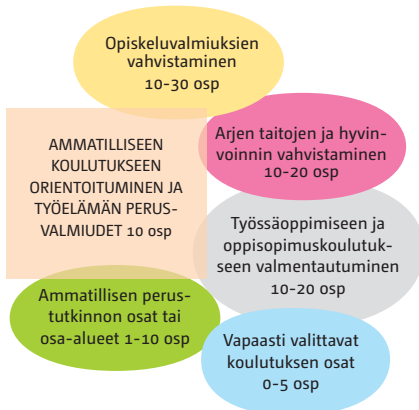 Opiskeluvalmiuksien
vahvistaminen
10-30 osp
Arjen taitojen ja hyvin-
voinnin vahvistaminen
10-20 osp
AMMATILLISEEN
KOULUTUKSEEN
ORIENTOITUMINEN JA
TYÖELÄMÄN PERUS-
VALMIUDET 10 osp
Työssäoppimiseen ja
oppisopimuskoulutuk-
seen valmentautuminen
10-20 osp
Ammatillisen perus-
tutkinnon osat tai
osa-alueet 1-10 osp
Vapaasti valittavat
koulutuksen osat
0-5 osp